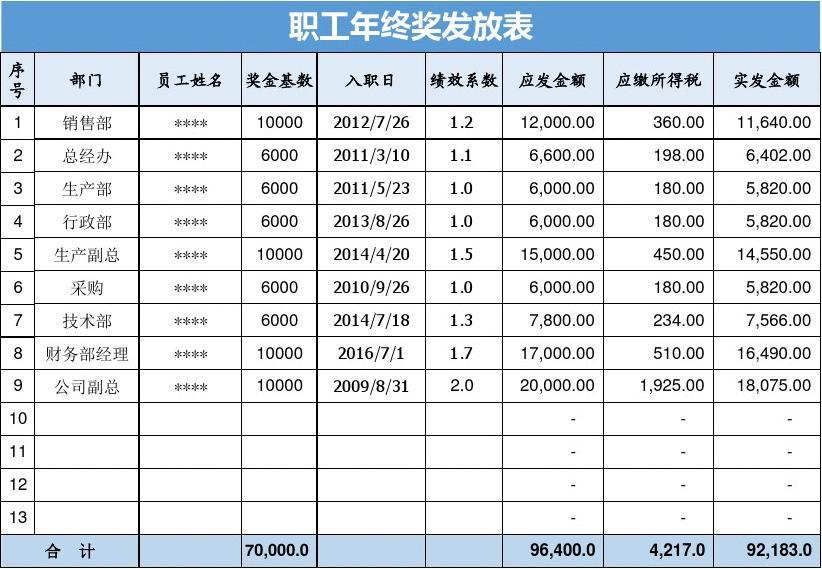 职工年终奖发放表
序号 部门 员工姓名 奖金基数 入职日 绩效系数 应发金额 应缴所得税 实发金额
1 销售部 **** 10000 2012/7/26 1.2 12,000.00 360.00 11,640.00
2 总经办 **** 6000 2011/3/10 1.1 6,600.00 198.00 6,402.00
3 生产部 **** 6000 2011/5/23 1.0 6,000.00 180.00 5,820.00
4 行政部 **** 6000 2013/8/26 1.0 6,000.00 180.00 5,820.00
5 生产副总 **** 10000 2014/4/20 1.5 15,000.00 450.00 14,550.00
6 采购 **** 6000 2010/9/26 1.0 6,000.00 180.00 5,820.00
7 技术部 **** 6000 2014/7/18 1.3 7,800.00 234.00 7,566.00
8 财务部经理 **** 10000 2016/7/1 1.7 17,000.00 510.00 16,490.00
9 公司副总 **** 10000 2009/8/31 2.0 20,000.00 1,925.00 18,075.00
10 - - -
11 - - -
12 - - -
13 - - -
合 计 70,000.0 96,400.0 4,217.0 92,183.0